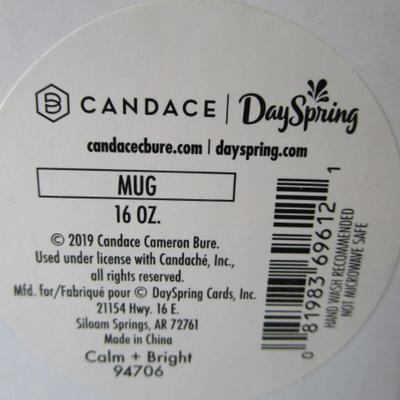 CANDACE | DaySpring
candacecbure.com | dayspring.com
MUG
16 OZ.
© 2019 Candace Cameron Bure.
Used under license with Candaché, Inc.,
all rights reserved.
Mfd. for/Fabriqué pour © DaySpring Cards, Inc.
21154 Hwy. 16 E.
Siloam Springs, AR 72761
Made in China
Calm + Bright
94706
0 81983 69612 1
HAND WASH RECOMMENDED
NOT MICROWAVE SAFE